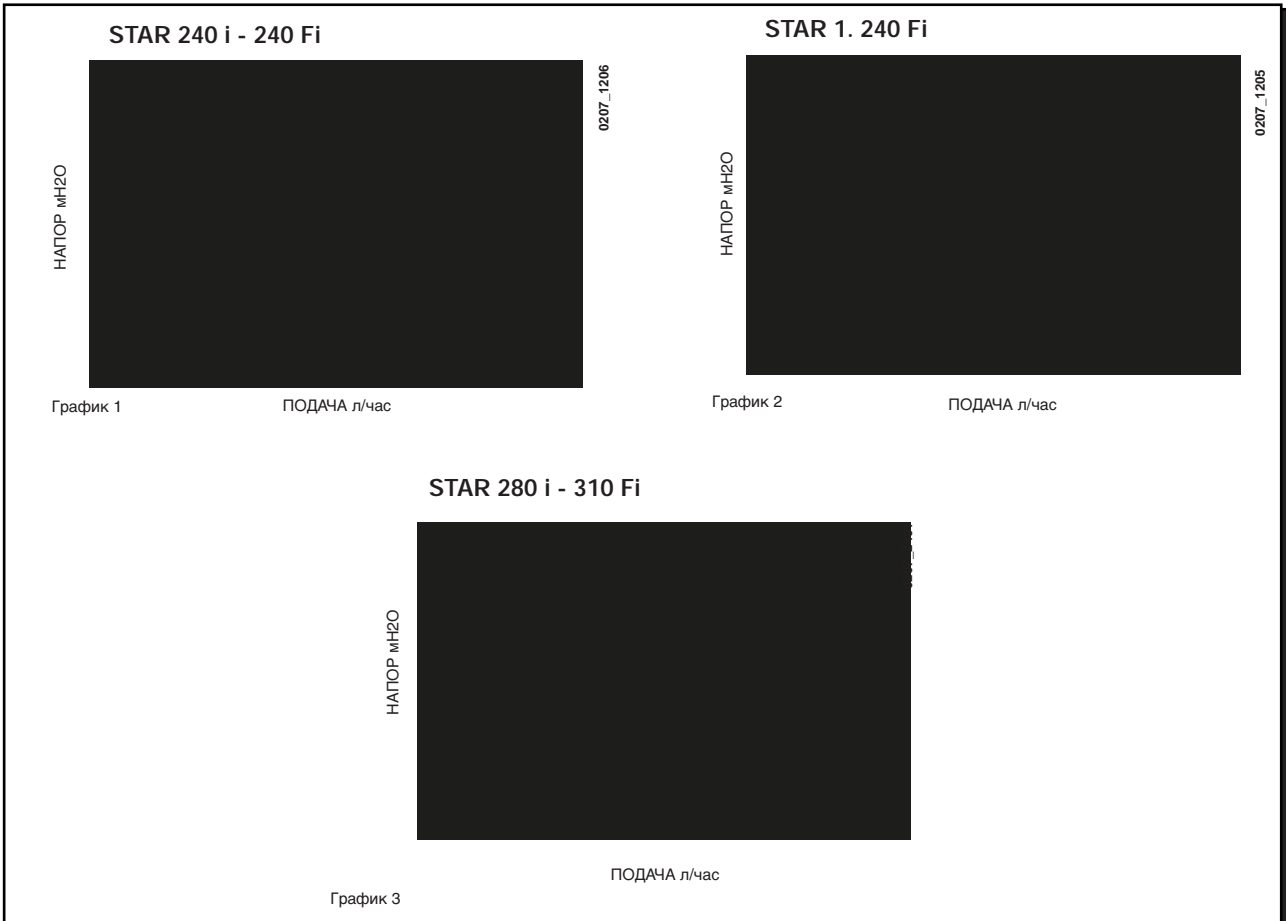 STAR 240 i - 240 Fi
НАПОР мН2О
0207_1206
График 1
ПОДАЧА л/час
STAR 1. 240 Fi
НАПОР мН2О
0207_1205
График 2
ПОДАЧА л/час
STAR 280 i - 310 Fi
НАПОР мН2О
ПОДАЧА л/час
График 3